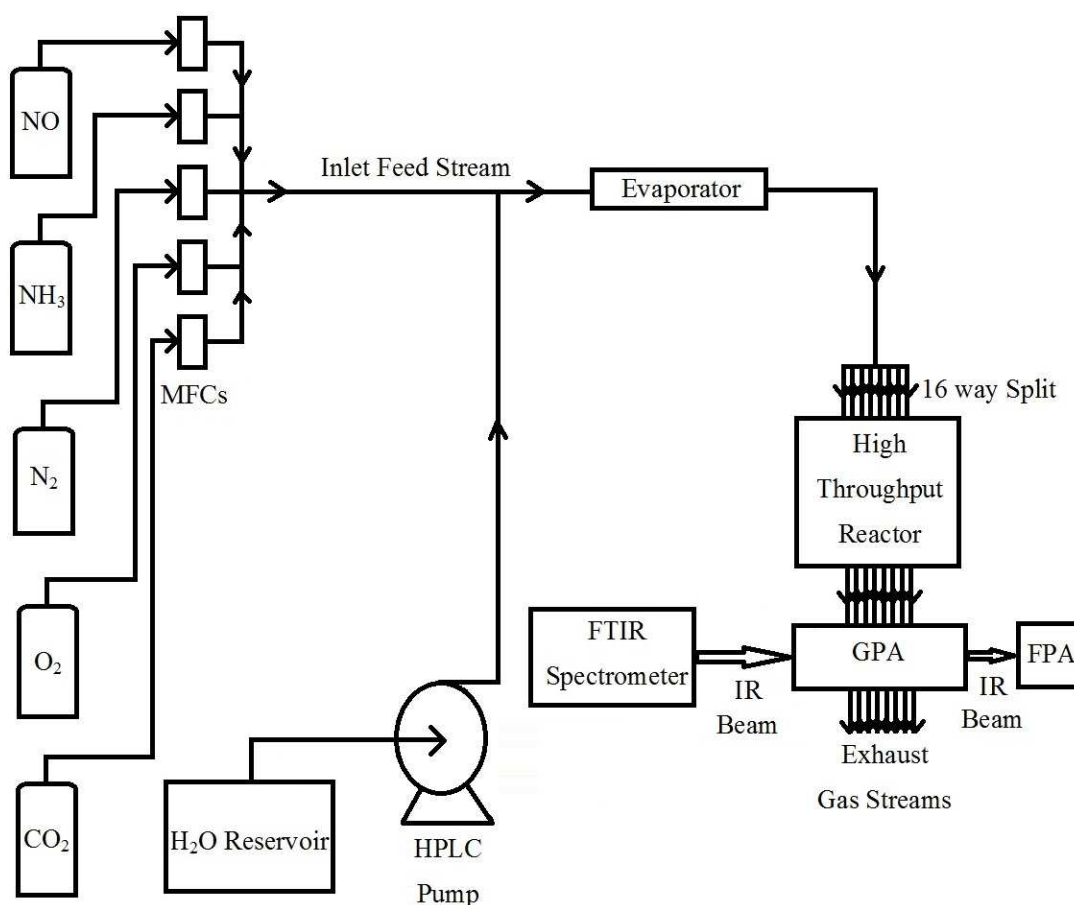 NO
NH₃
N₂
O₂
CO₂
MFCs
Inlet Feed Stream
Evaporator
16 way Split
High
Throughput
Reactor
FTIR
Spectrometer
IR
Beam
GPA
IR
Beam
FPA
Exhaust
Gas Streams
H₂O Reservoir
HPLC
Pump